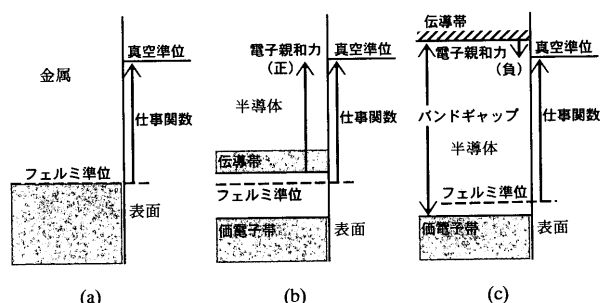 真空準位
金属
仕事関数
フェルミ準位
表面
(a)
電子親和力
(正)
真空準位
半導体
仕事関数
伝導帯
フェルミ準位
価電子帯
表面
(b)
伝導帯
電子親和力
(負)
真空準位
バンドギャップ
仕事関数
半導体
フェルミ準位
価電子帯
表面
(c)